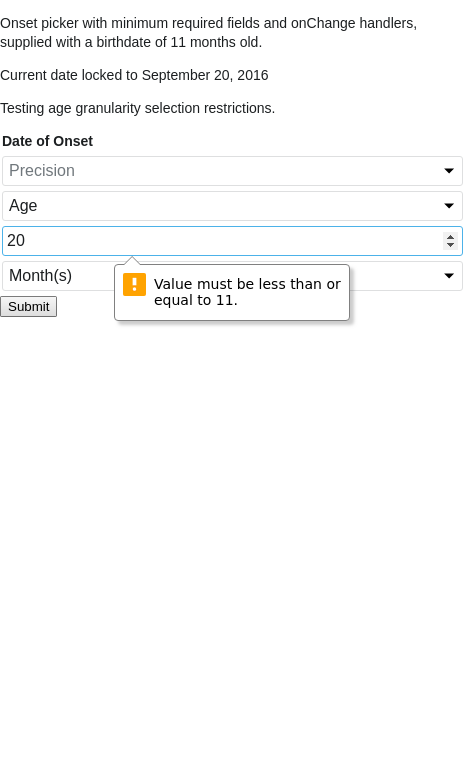 Onset picker with minimum required fields and onChange handlers,
supplied with a birthdate of 11 months old.
Current date locked to September 20, 2016
Testing age granularity selection restrictions.
Date of Onset
Precision
Age
20
Month(s)
Value must be less than or
equal to 11.
Submit